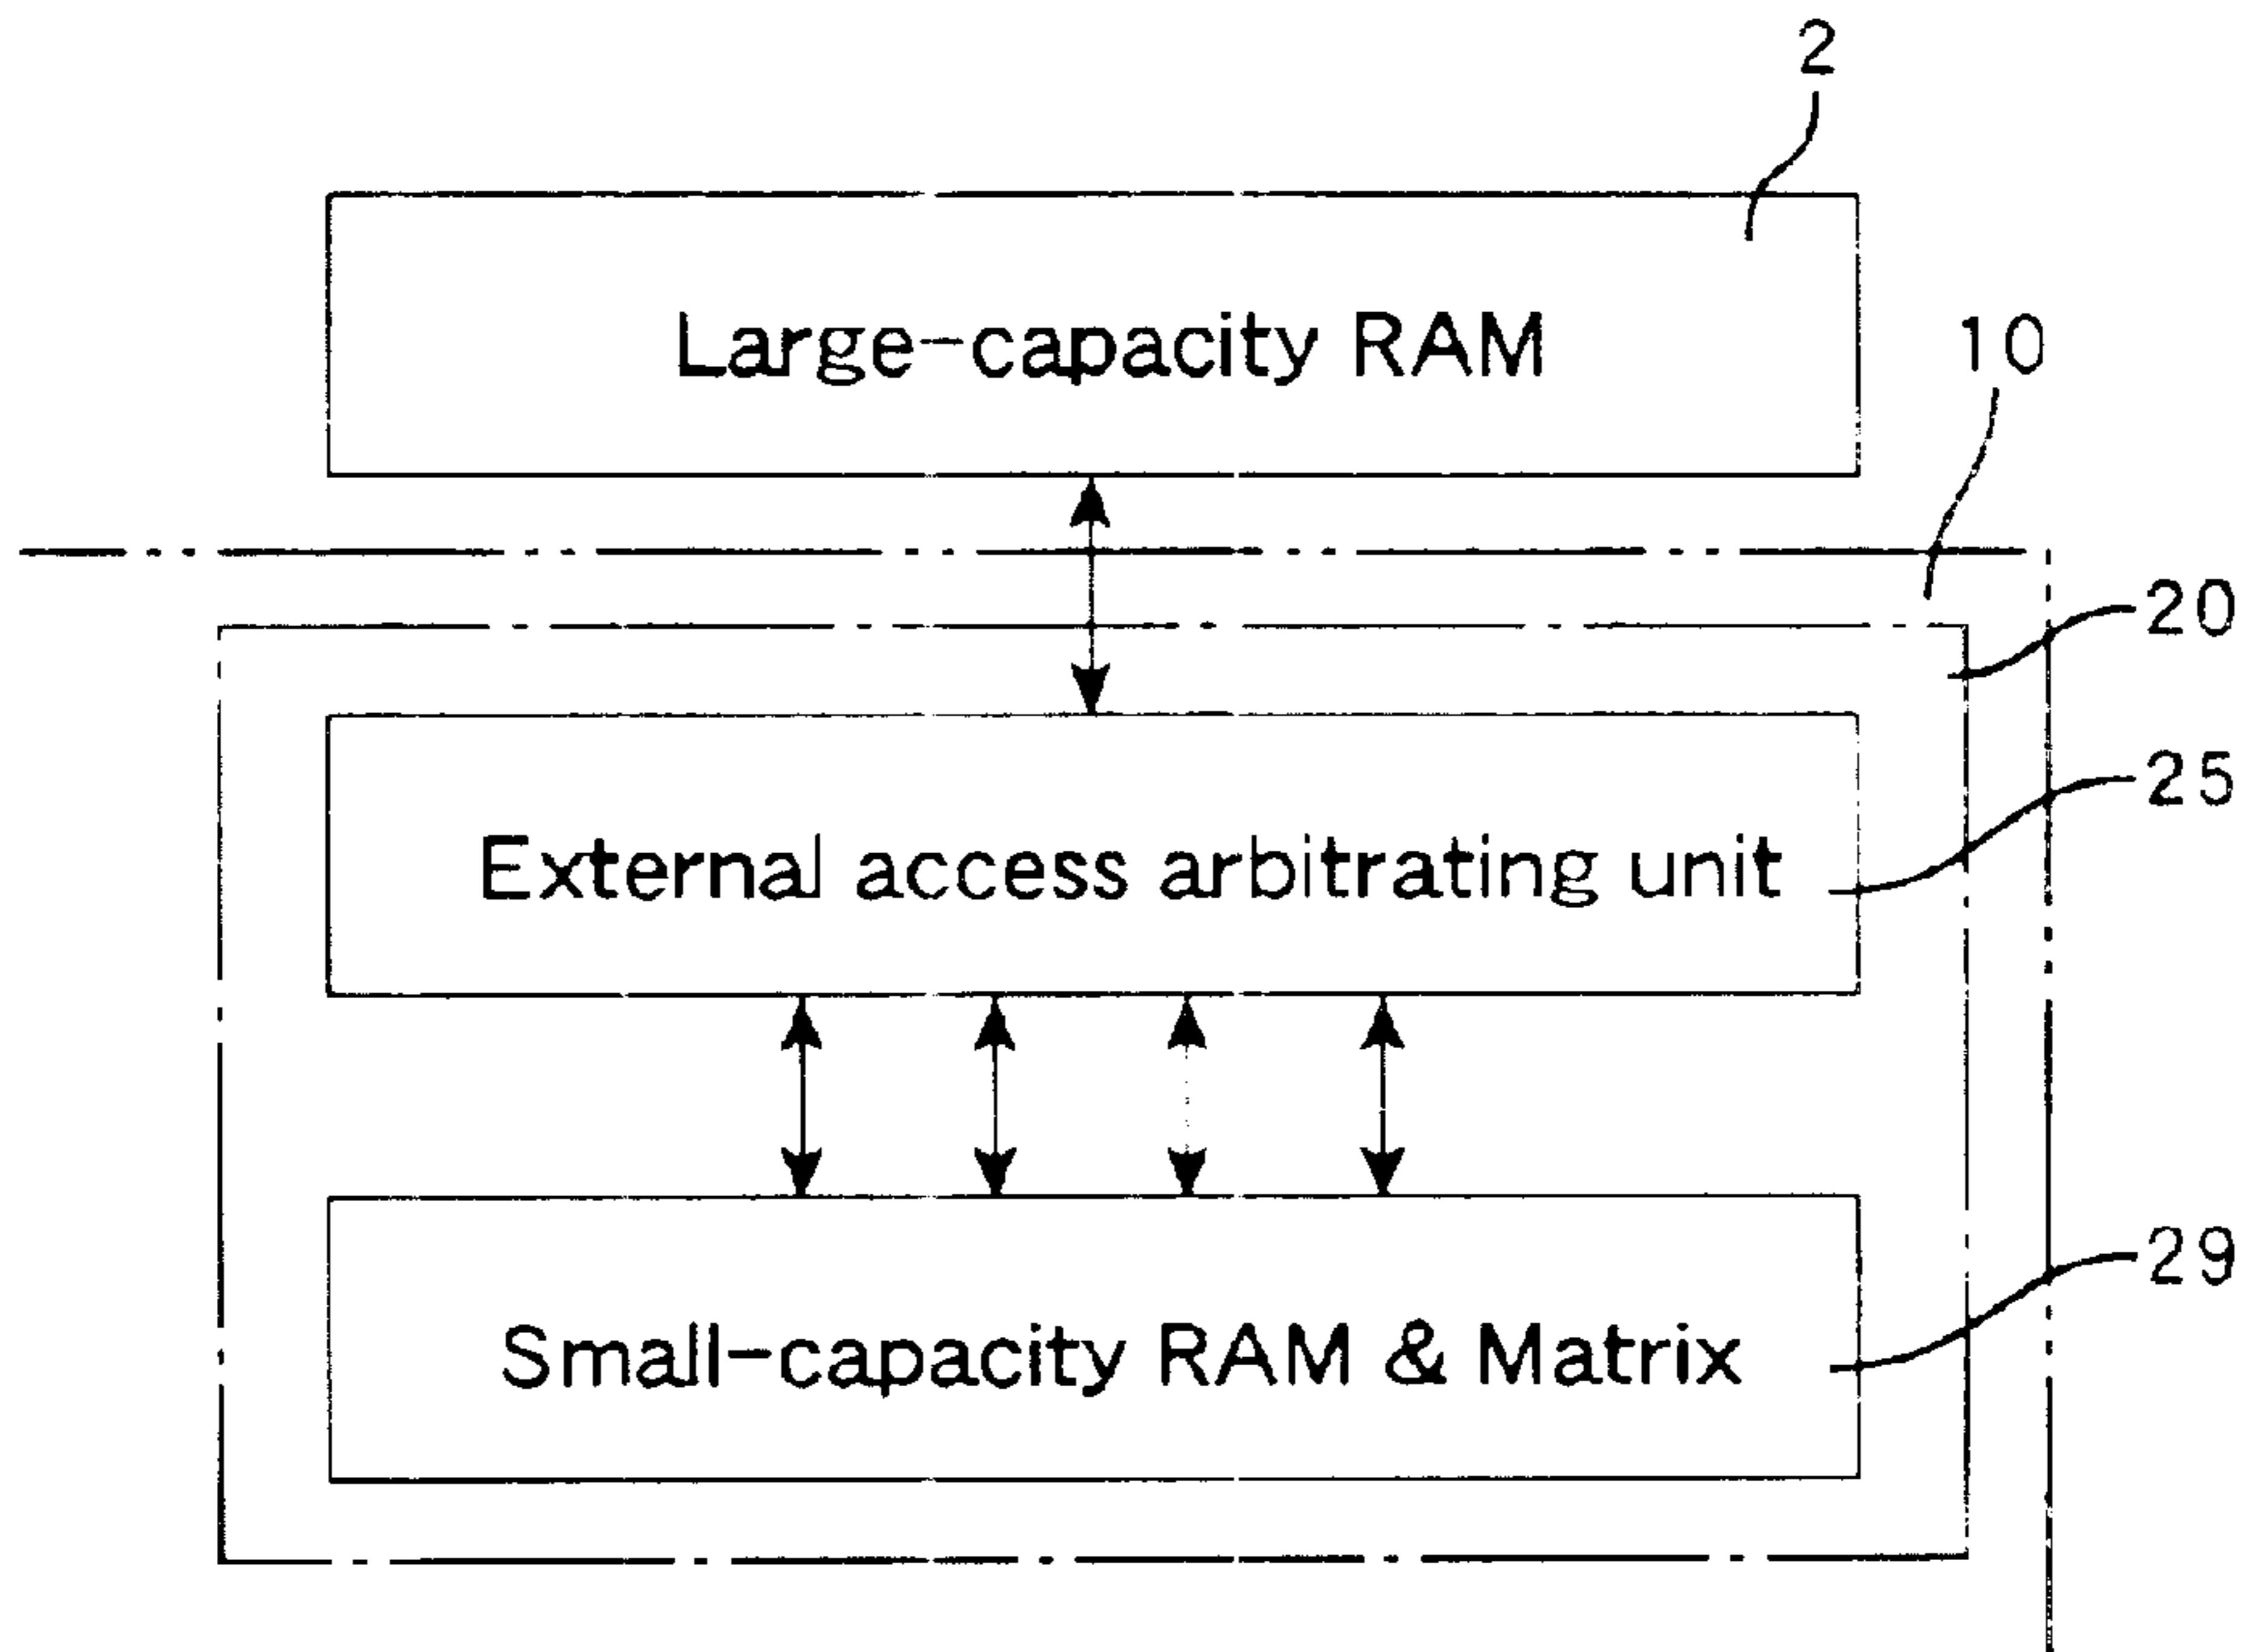 2
Large-capacity RAM
10
20
External access arbitrating unit
25
Small-capacity RAM & Matrix
29